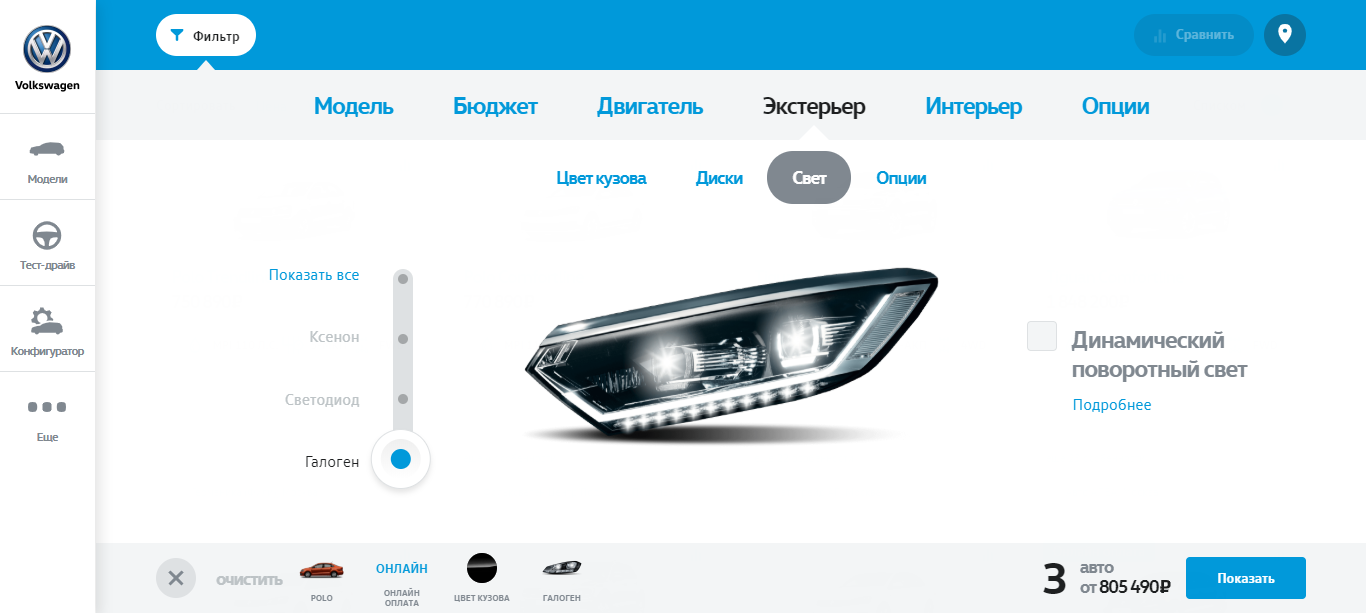 Volkswagen
Модели
Тест-драйв
Конфигуратор
Еще
Фильтр
Сравнить
Модель Бюджет Двигатель Экстерьер Интерьер Опции
Цвет кузова Диски Свет Опции
Показать все
Ксенон
Светодиод
Галоген
Динамический
поворотный свет
Подробнее
ОЧИСТИТЬ
POLO
ОНЛАЙН
ОНЛАЙН
ОПЛАТА
ЦВЕТ КУЗОВА
ГАЛОГЕН
3 авто
от 805 490₽
Показать